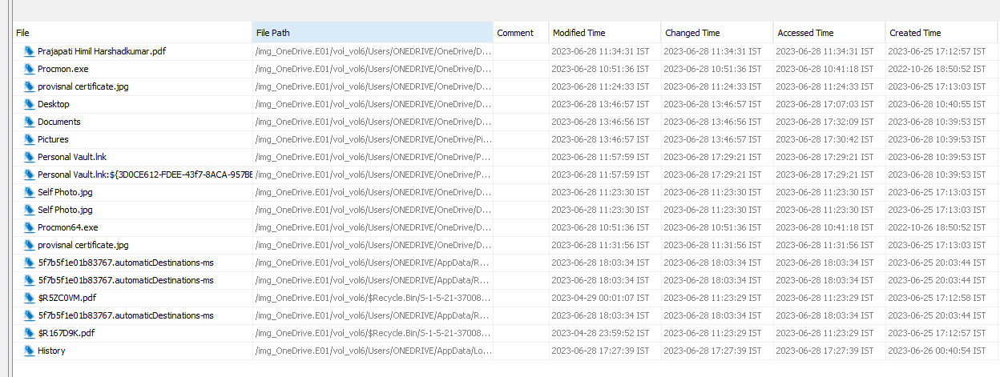 File File Path Comment Modified Time Changed Time Accessed Time Created Time
Prajapati Himil Harshadkumar.pdf /img_OneDrive.E01/vol_vol6/Users/ONEDRIVE/OneDrive/D... 2023-06-28 11:34:31 IST 2023-06-28 11:34:31 IST 2023-06-28 11:34:31 IST 2023-06-25 17:12:57 IST
Procmon.exe /img_OneDrive.E01/vol_vol6/Users/ONEDRIVE/OneDrive/D... 2023-06-28 10:51:36 IST 2023-06-28 10:51:36 IST 2023-06-28 10:41:18 IST 2022-10-26 18:50:52 IST
provisnal certificate.jpg /img_OneDrive.E01/vol_vol6/Users/ONEDRIVE/OneDrive/D... 2023-06-28 11:24:33 IST 2023-06-28 11:24:33 IST 2023-06-28 11:24:33 IST 2023-06-25 17:13:03 IST
Desktop /img_OneDrive.E01/vol_vol6/Users/ONEDRIVE/OneDrive/D... 2023-06-28 13:46:57 IST 2023-06-28 13:46:57 IST 2023-06-28 17:07:03 IST 2023-06-28 10:40:55 IST
Documents /img_OneDrive.E01/vol_vol6/Users/ONEDRIVE/OneDrive/D... 2023-06-28 13:46:56 IST 2023-06-28 13:46:56 IST 2023-06-28 17:32:09 IST 2023-06-28 10:39:53 IST
Pictures /img_OneDrive.E01/vol_vol6/Users/ONEDRIVE/OneDrive/Pi... 2023-06-28 13:46:57 IST 2023-06-28 13:46:57 IST 2023-06-28 17:30:42 IST 2023-06-28 10:39:53 IST
Personal Vault.lnk /img_OneDrive.E01/vol_vol6/Users/ONEDRIVE/OneDrive/P... 2023-06-28 11:57:59 IST 2023-06-28 17:29:21 IST 2023-06-28 17:29:21 IST 2023-06-28 10:39:53 IST
Personal Vault.lnk:${3D0CE612-FDEE-43f7-8ACA-957BE /img_OneDrive.E01/vol_vol6/Users/ONEDRIVE/OneDrive/P... 2023-06-28 11:57:59 IST 2023-06-28 17:29:21 IST 2023-06-28 17:29:21 IST 2023-06-28 10:39:53 IST
Self Photo.jpg /img_OneDrive.E01/vol_vol6/Users/ONEDRIVE/OneDrive/D... 2023-06-28 11:23:30 IST 2023-06-28 11:23:30 IST 2023-06-28 11:23:30 IST 2023-06-25 17:13:03 IST
Self Photo.jpg /img_OneDrive.E01/vol_vol6/Users/ONEDRIVE/OneDrive/D... 2023-06-28 11:23:30 IST 2023-06-28 11:23:30 IST 2023-06-28 11:23:30 IST 2023-06-25 17:13:03 IST
Procmon64.exe /img_OneDrive.E01/vol_vol6/Users/ONEDRIVE/OneDrive/D... 2023-06-28 10:51:36 IST 2023-06-28 10:51:36 IST 2023-06-28 10:41:18 IST 2022-10-26 18:50:52 IST
provisnal certificate.jpg /img_OneDrive.E01/vol_vol6/Users/ONEDRIVE/OneDrive/D... 2023-06-28 11:31:56 IST 2023-06-28 11:31:56 IST 2023-06-28 11:31:56 IST 2023-06-25 17:13:03 IST
5f7b5f1e01b83767.automaticDestinations-ms /img_OneDrive.E01/vol_vol6/Users/ONEDRIVE/AppData/R... 2023-06-28 18:03:34 IST 2023-06-28 18:03:34 IST 2023-06-28 18:03:34 IST 2023-06-25 20:03:44 IST
5f7b5f1e01b83767.automaticDestinations-ms /img_OneDrive.E01/vol_vol6/Users/ONEDRIVE/AppData/R... 2023-06-28 18:03:34 IST 2023-06-28 18:03:34 IST 2023-06-28 18:03:34 IST 2023-06-25 20:03:44 IST
$R5ZC0VM.pdf /img_OneDrive.E01/vol_vol6/$Recycle.Bin/S-1-5-21-37008... 2023-04-29 00:01:07 IST 2023-06-28 11:23:29 IST 2023-06-28 11:23:29 IST 2023-06-25 17:12:58 IST
5f7b5f1e01b83767.automaticDestinations-ms /img_OneDrive.E01/vol_vol6/Users/ONEDRIVE/AppData/R... 2023-06-28 18:03:34 IST 2023-06-28 18:03:34 IST 2023-06-28 18:03:34 IST 2023-06-25 20:03:44 IST
$R167D9K.pdf /img_OneDrive.E01/vol_vol6/$Recycle.Bin/S-1-5-21-37008... 2023-04-28 23:59:52 IST 2023-06-28 11:23:29 IST 2023-06-28 11:23:29 IST 2023-06-25 17:12:57 IST
History /img_OneDrive.E01/vol_vol6/Users/ONEDRIVE/AppData/Lo... 2023-06-28 17:27:39 IST 2023-06-28 17:27:39 IST 2023-06-28 17:27:39 IST 2023-06-26 00:40:54 IST